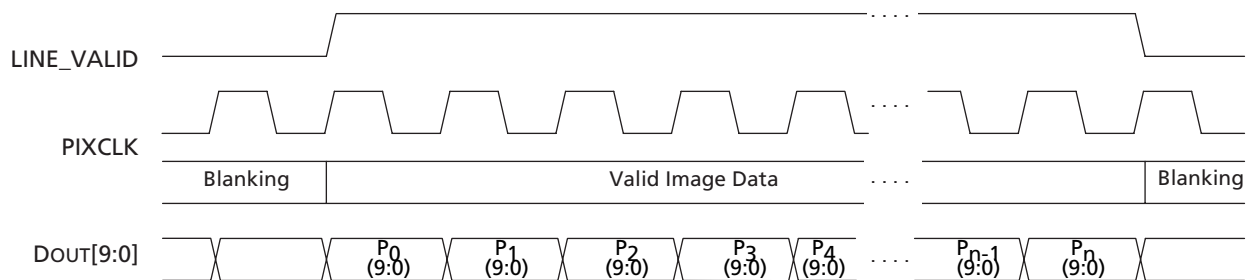 LINE_VALID
. . . .
PIXCLK
. . . .
Blanking
Valid Image Data
. . . .
Blanking
DOUT[9:0]
P0
(9:0)
P1
(9:0)
P2
(9:0)
P3
(9:0)
P4
(9:0)
. . . .
Pn-1
(9:0)
Pn
(9:0)